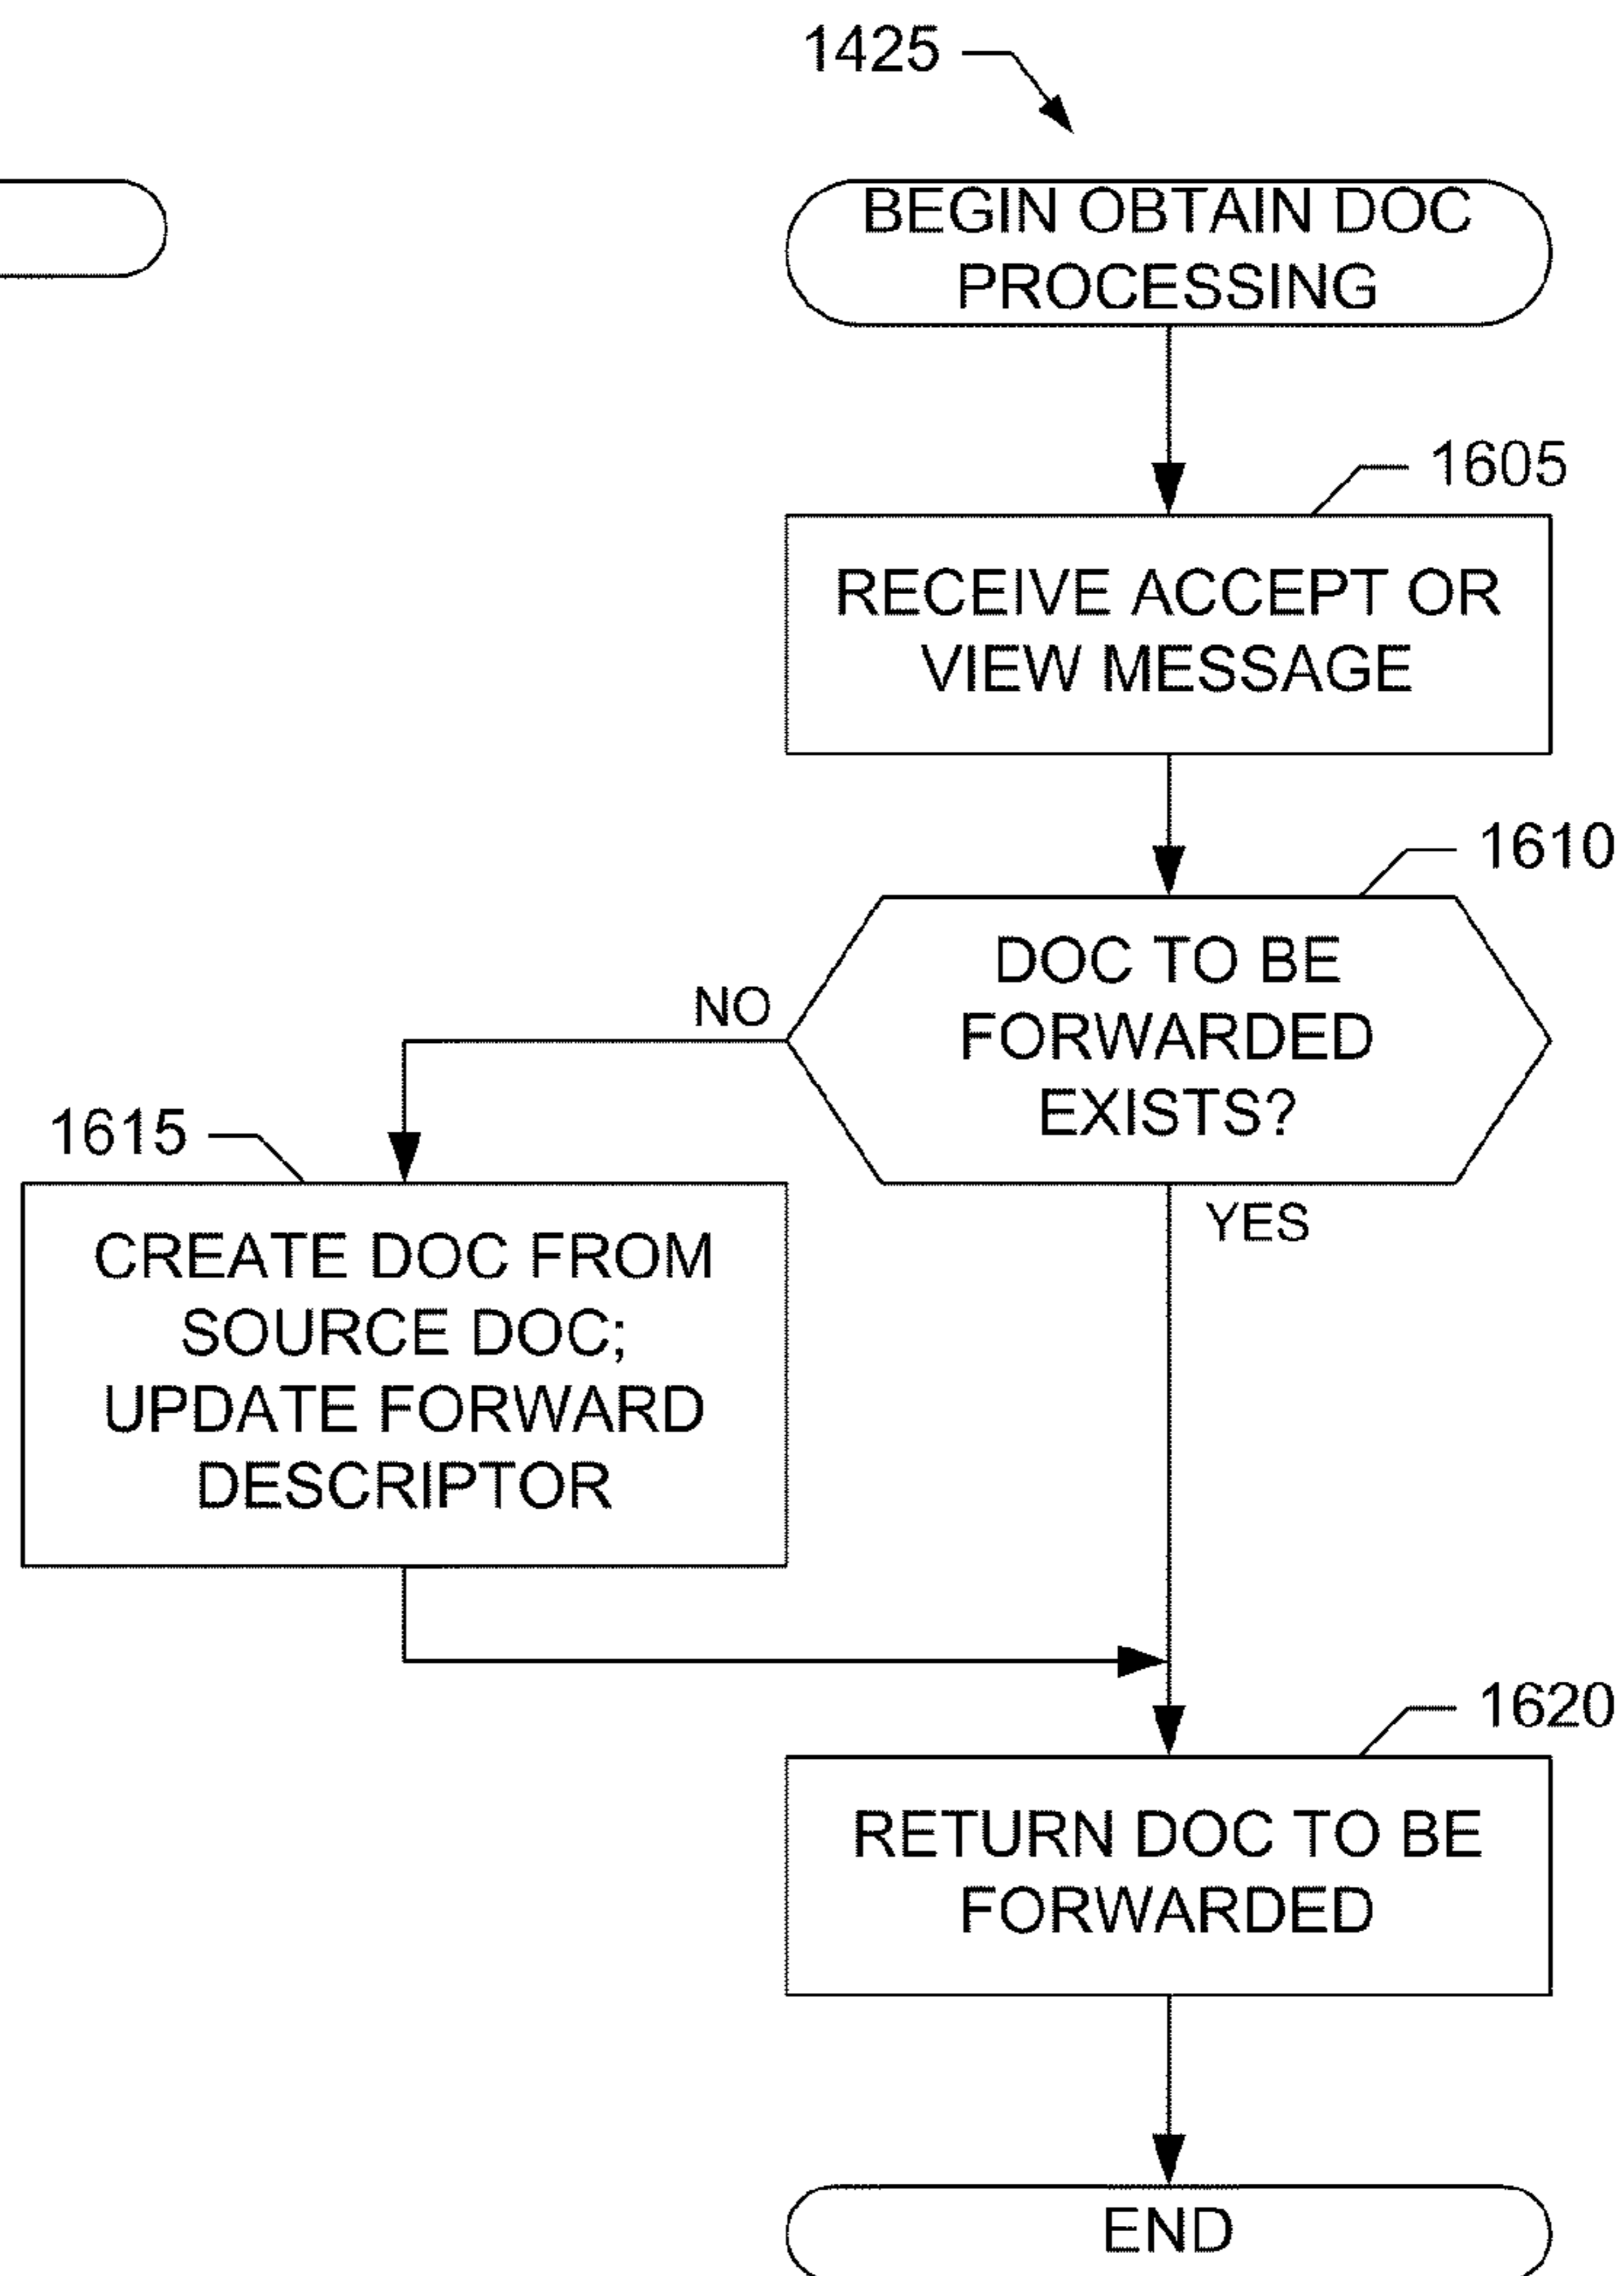 1425
BEGIN OBTAIN DOC
PROCESSING
1605
RECEIVE ACCEPT OR
VIEW MESSAGE
1610
DOC TO BE
FORWARDED
EXISTS?
NO
YES
1615
CREATE DOC FROM
SOURCE DOC;
UPDATE FORWARD
DESCRIPTOR
1620
RETURN DOC TO BE
FORWARDED
END